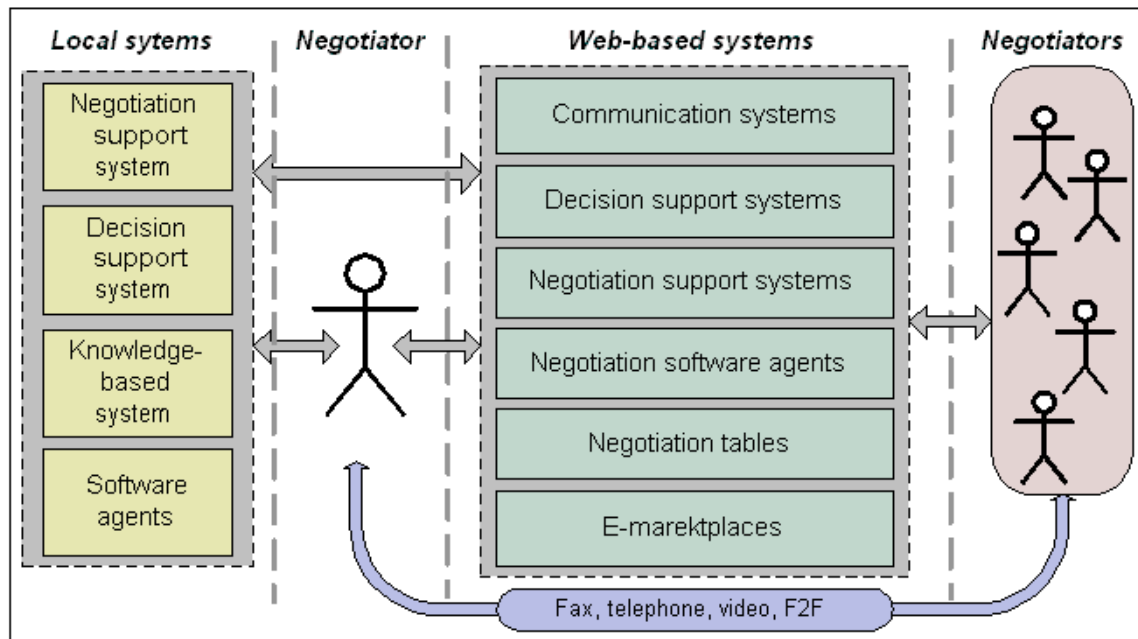 Local sytems
Negotiator
Web-based systems
Negotiators
Negotiation
support
system
Decision
support
system
Knowledge-
based
system
Software
agents
Communication systems
Decision support systems
Negotiation support systems
Negotiation software agents
Negotiation tables
E-marektplaces
Fax, telephone, video, F2F